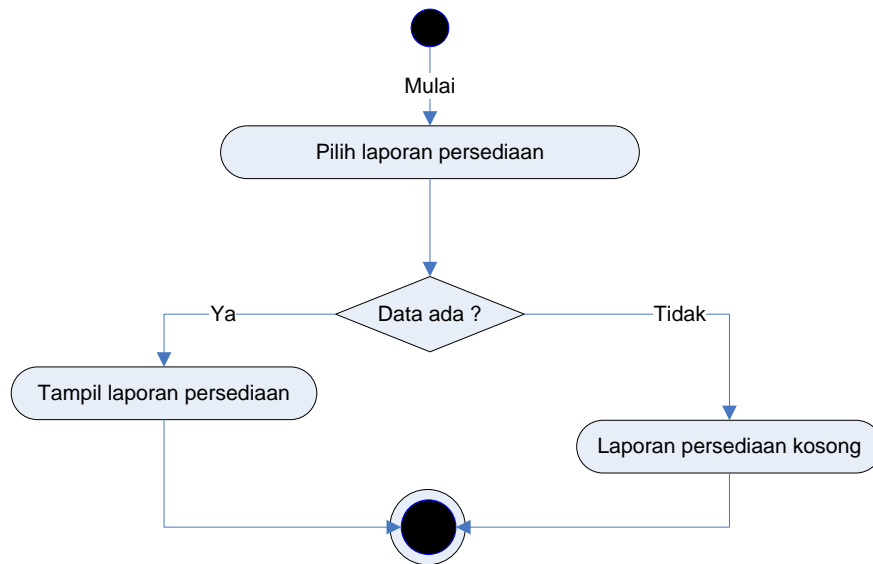 Mulai
Pilih laporan persediaan
Data ada ?
Ya
Tidak
Tampil laporan persediaan
Laporan persediaan kosong